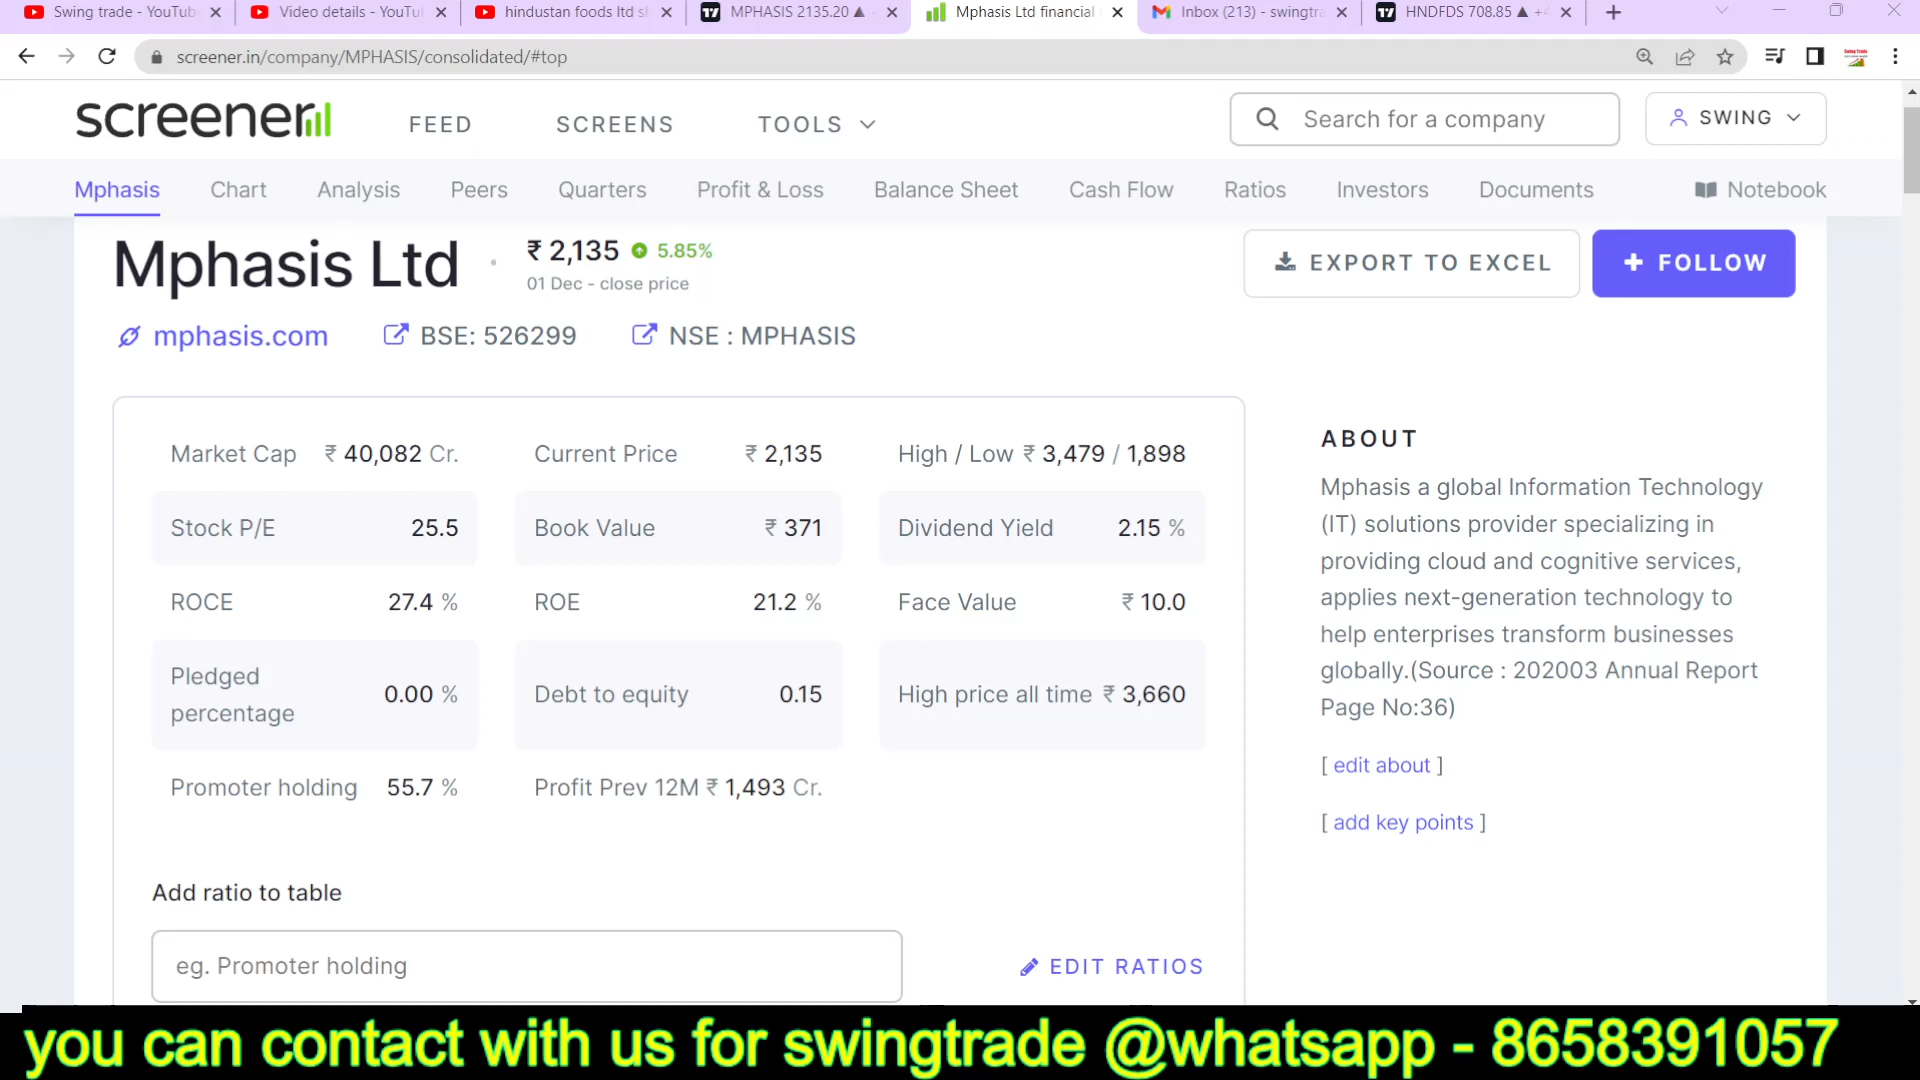 Swing trade - YouTub
Video details - YouTu
hindustan foods ltd s
MPHASIS 2135.20 ▲
Mphasis Ltd financial
Inbox (213) - swingtra
HNDFDS 708.85 ▲ +4
screener.in/company/MPHASIS/consolidated/#top
screener
FEED
SCREENS
TOOLS
Search for a company
SWING
Mphasis
Chart
Analysis
Peers
Quarters
Profit & Loss
Balance Sheet
Cash Flow
Ratios
Investors
Documents
Notebook
Mphasis Ltd
₹ 2,135 5.85%
01 Dec - close price
EXPORT TO EXCEL
+ FOLLOW
mphasis.com
BSE: 526299
NSE : MPHASIS
Market Cap ₹ 40,082 Cr.
Current Price ₹ 2,135
High / Low ₹ 3,479 / 1,898
Stock P/E 25.5
Book Value ₹ 371
Dividend Yield 2.15 %
ROCE 27.4 %
ROE 21.2 %
Face Value ₹ 10.0
Pledged
percentage 0.00 %
Debt to equity 0.15
High price all time ₹ 3,660
Promoter holding 55.7 %
Profit Prev 12M ₹ 1,493 Cr.
Add ratio to table
eg. Promoter holding
EDIT RATIOS
ABOUT
Mphasis a global Information Technology
(IT) solutions provider specializing in
providing cloud and cognitive services,
applies next-generation technology to
help enterprises transform businesses
globally.(Source : 202003 Annual Report
Page No:36)
[ edit about ]
[ add key points ]
you can contact with us for swingtrade @whatsapp - 8658391057